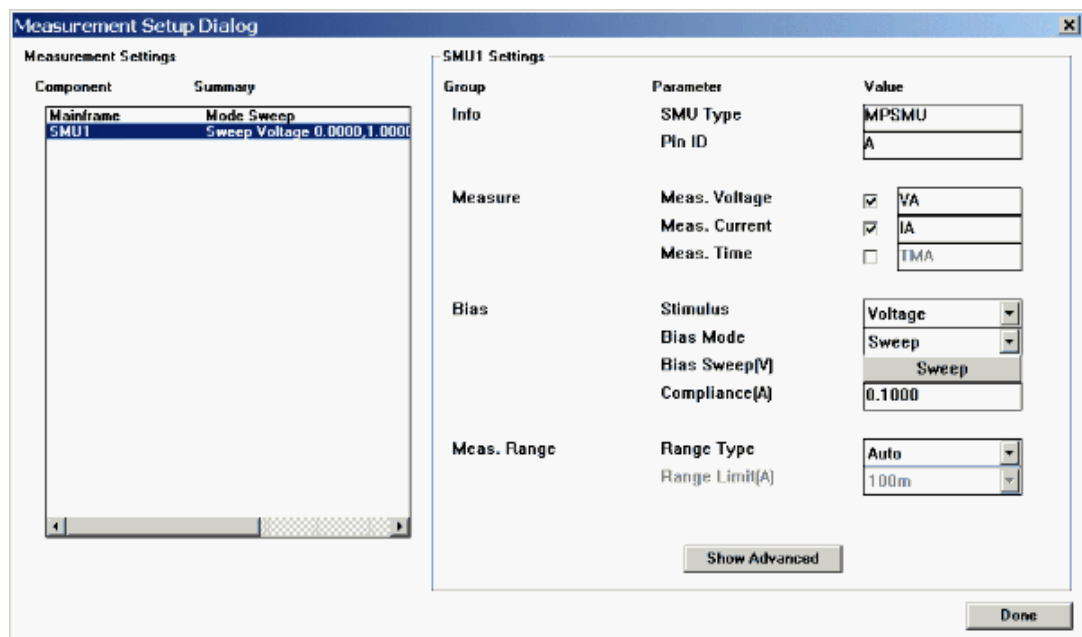 Measurement Setup Dialog
Measurement Settings
Component Summary
Mainframe Mode Sweep
SMU1 Sweep Voltage 0.0000,1.0000
SMU1 Settings
Group Parameter Value
Info SMU Type MPSMU
Pin ID A
Measure Meas. Voltage VA
Meas. Current IA
Meas. Time TMA
Bias Stimulus Voltage
Bias Mode Sweep
Bias Sweep(V) Sweep
Compliance(A) 0.1000
Meas. Range Range Type Auto
Range Limit(A) 100m
Show Advanced
Done